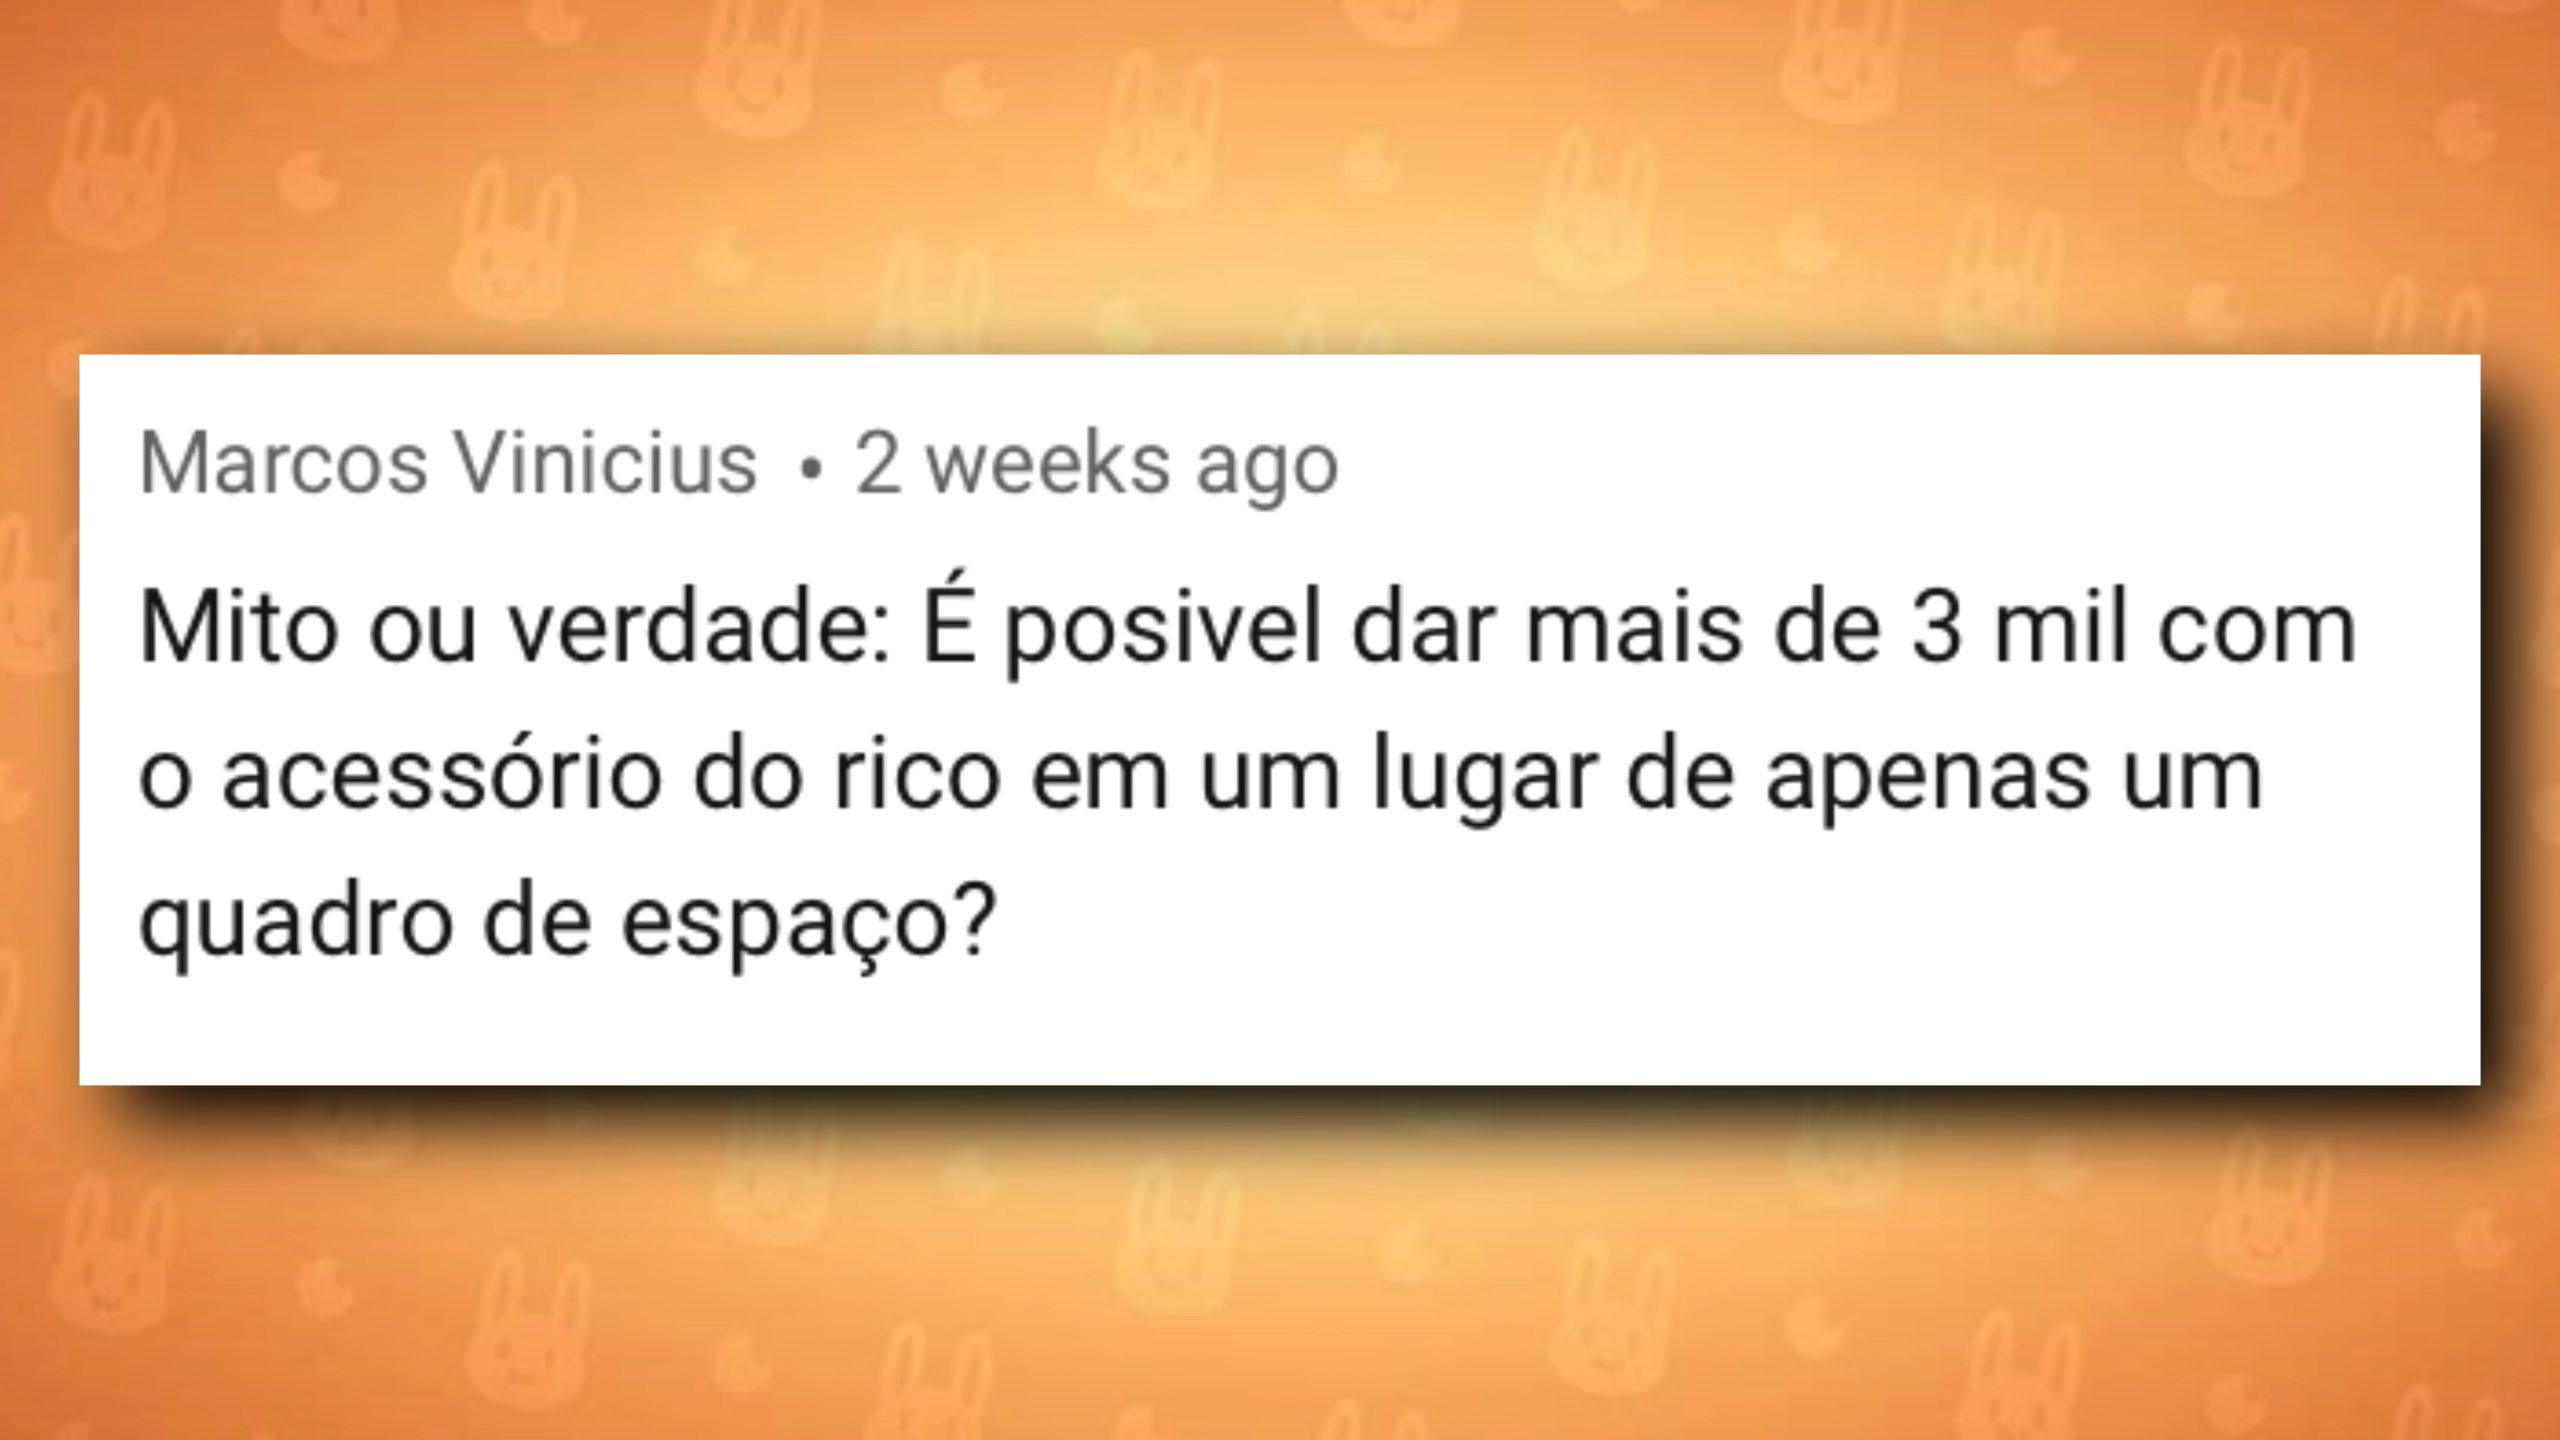 Marcos Vinicius • 2 weeks ago
Mito ou verdade: É posivel dar mais de 3 mil com
o acessório do rico em um lugar de apenas um
quadro de espaço?